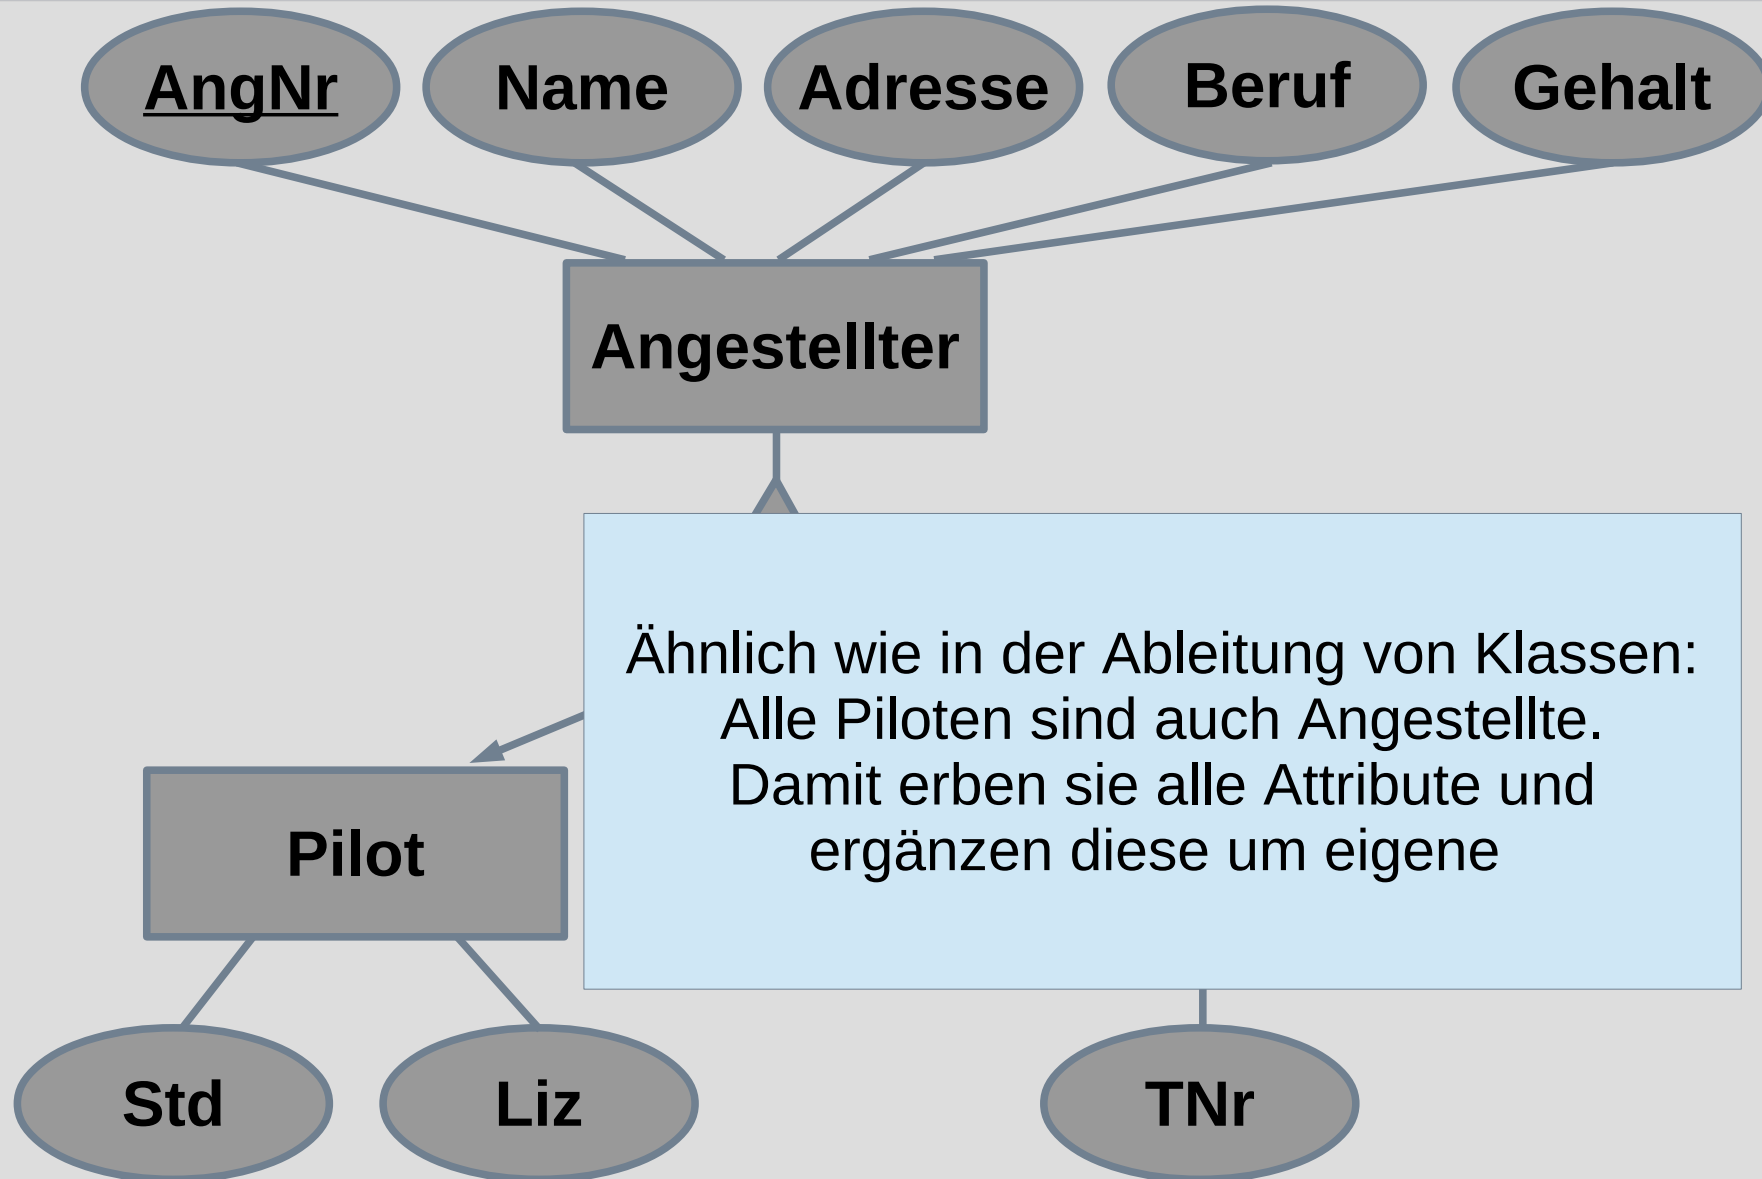 AngNr Name Adresse Beruf Gehalt
Angestellter
Ähnlich wie in der Ableitung von Klassen:
Alle Piloten sind auch Angestellte.
Damit erben sie alle Attribute und
ergänzen diese um eigene
Pilot
Std Liz TNr